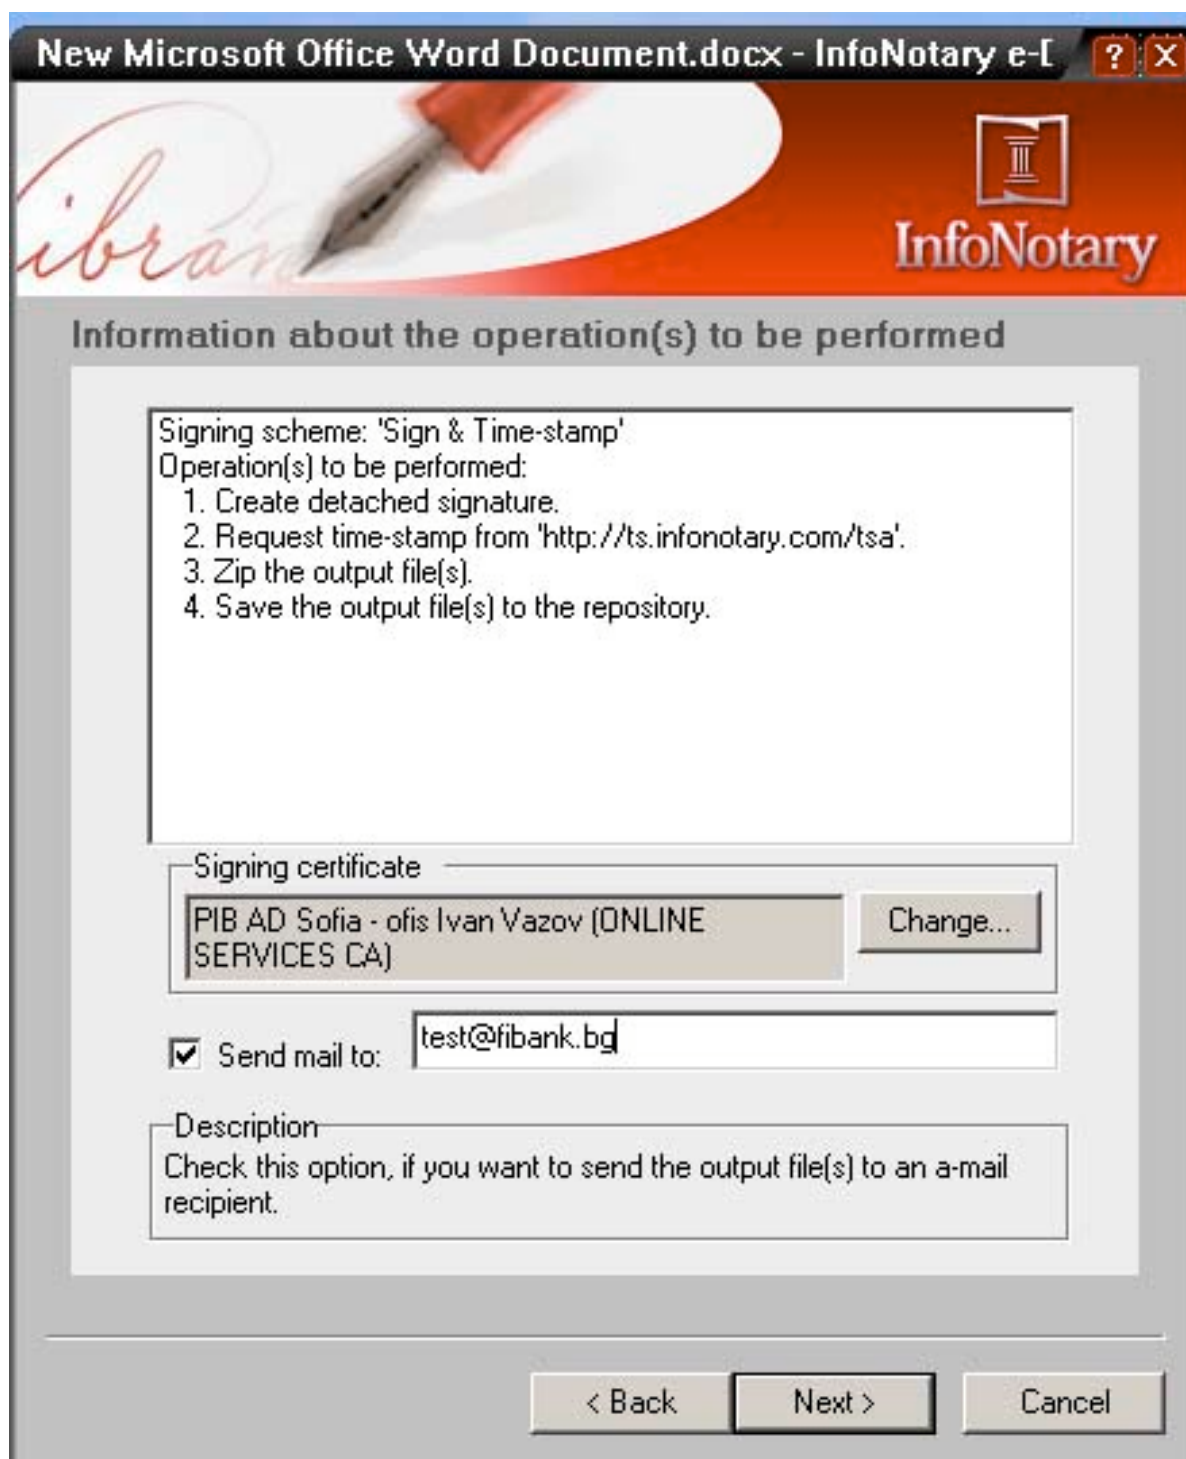 New Microsoft Office Word Document.docx - InfoNotary e-
InfoNotary
Information about the operation(s) to be performed
Signing scheme: 'Sign & Time-stamp'
Operation(s) to be performed:
1. Create detached signature.
2. Request time-stamp from 'http://ts.infonotary.com/tsa'.
3. Zip the output file(s).
4. Save the output file(s) to the repository.
Signing certificate
PIB AD Sofia - ofis Ivan Vazov (ONLINE
SERVICES CA)
Change...
Send mail to:
test@fibank.bg
Description
Check this option, if you want to send the output file(s) to an a-mail
recipient.
< Back
Next >
Cancel